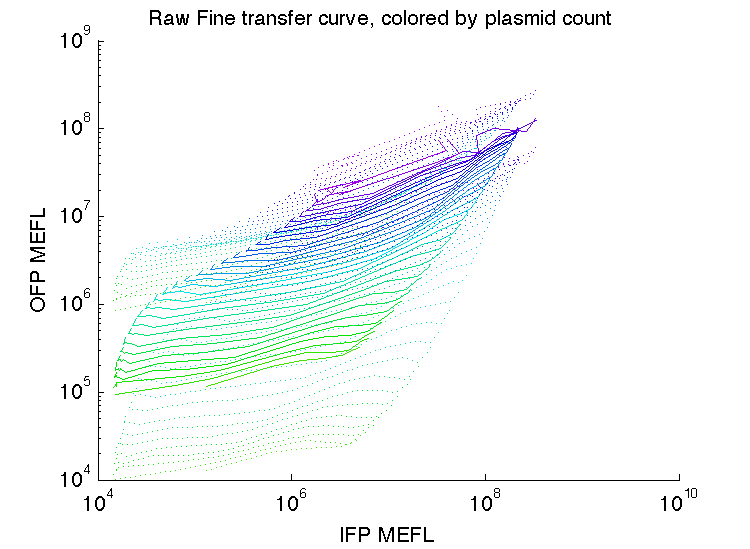 Raw Fine transfer curve, colored by plasmid count
10^9
10^8
10^7
10^6
10^5
10^4
OFP MEFL
10^4 10^6 10^8 10^10
IFP MEFL